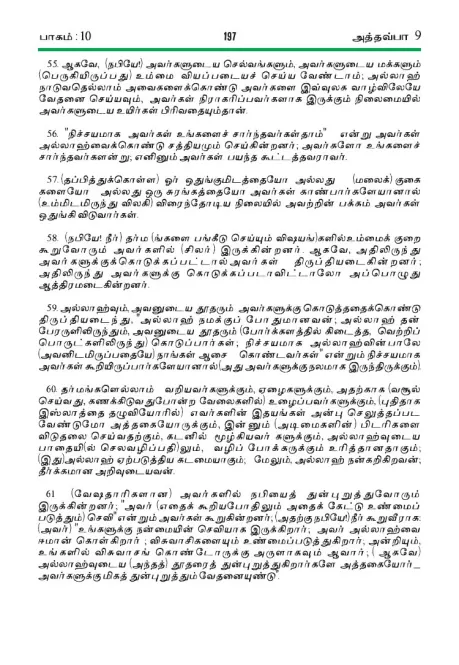 பாகம் : 10 197 அத்தவ்பா 9
55. ஆகவே, (நபியே!) அவர்களுடைய செல்வங்களும், அவர்களுடைய மக்களும்
(பெருகியிருப்பது) உம்மை வியப்படையச் செய்ய வேண்டாம்; அல்லாஹ்
நாடுவதெல்லாம் அவைகளைக்கொண்டு அவர்களை இவ்வுலக வாழ்விலேயே
வேதனை செய்யவும், அவர்கள் நிராகரிப்பவர்களாக இருக்கும் நிலைமையில்
அவர்களுடைய உயிர்கள் பிரிவதையும்தான்.
56. "நிச்சயமாக அவர்கள் உங்களைச் சார்ந்தவர்கள்தாம்" என்று அவர்கள்
அல்லாஹ்வைக்கொண்டு சத்தியமும் செய்கின்றனர்; அவர்களோ உங்களைச்
சார்ந்தவர்களன்று; எனினும் அவர்கள் பயந்த கூட்டத்தவராவர்.
57. (தப்பித்துக்கொள்ள) ஓர் ஒதுங்குமிடத்தையோ அல்லது (மலைக்) குகை
களையோ அல்லது ஒரு சுரங்கத்தையோ அவர்கள் காண்பார்களேயானால்
(உம்மிடமிருந்து விலகி) விரைந்தோடிய நிலையில் அவற்றின் பக்கம் அவர்கள்
ஒதுங்கிவிடுவார்கள்.
58. (நபியே! நீர்) தர்ம (ங்களை பங்கீடு செய்யும் விஷயங்)களில்உம்மைக் குறை
கூறுவோரும் அவர்களில் (சிலர்) இருக்கின்றனர். ஆகவே, அதிலிருந்து
அவர்களுக்குக்கொடுக்கப்பட்டால்அவர்கள் திருப்தியடைகின்றனர்;
அதிலிருந்து அவர்களுக்கு கொடுக்கப்படாவிட்டாலோ அப்பொழுது
ஆத்திரமடைகின்றனர்.
59. அல்லாஹ்வும், அவனுடைய தூதரும் அவர்களுக்கு கொடுத்ததைக்கொண்டு
திருப்தியடைந்து, "அல்லாஹ் நமக்குப் போதுமானவன்; அல்லாஹ் தன்
பேரருளிலிருந்தும், அவனுடைய தூதரும் (போர்க்களத்தில் கிடைத்த, வெற்றிப்
பொருட்களிலிருந்து) கொடுப்பார்கள்; நிச்சயமாக அல்லாஹ்வின்பாலே
(அவனிடமிருப்பதையே) நாங்கள் ஆசை கொண்டவர்கள்" என்றும் நிச்சயமாக
அவர்கள் கூறியிருப்பார்களேயானால் (அது அவர்களுக்குநலமாக இருந்திருக்கும்).
60. தர்மங்களெல்லாம் வறியவர்களுக்கும், ஏழைகளுக்கும், அதற்காக (வசூல்
செய்வது, கணக்கிடுவதுபோன்ற வேலைகளில்) உழைப்பவர்களுக்கும், (புதிதாக
இஸ்லாத்தை தழுவியோரில்) எவர்களின் இதயங்கள் அன்பு செலுத்தப்பட
வேண்டுமோ அத்தகையோருக்கும், இன்னும் (அடிமைகளின்) பிடரிகளை
விடுதலை செய்வதற்கும், கடனில் மூழ்கியவர் களுக்கும், அல்லாஹ்வுடைய
பாதையி(ல் செலவழிப்பதி)லும், வழிப் போக்கருக்கும் உரித்தானதாகும்;
(இது)அல்லாஹ் ஏற்படுத்திய கடமையாகும்; மேலும், அல்லாஹ் நன்கறிகிறவன்;
தீர்க்கமான அறிவுடையவன்.
61 (வேஷதாரிகளான) அவர்களில் நபியைத் துன்புறுத்துவோரும்
இருக்கின்றனர்; "அவர் (எதைக் கூறியபோதிலும் அதைக் கேட்டு உண்மைப்
படுத்தும்) செவி" என்றும் அவர்கள் கூறுகின்றனர்; (அதற்கு நபியே!) நீர் கூறுவீராக:
(அவர்) "உங்களுக்கு நன்மையின் செவியாக இருக்கிறார்; அவர் அல்லாஹ்வை
ஈமான் கொள்கிறார் ; விசுவாசிகளையும் உண்மைப்படுத்துகிறார்; அன்றியும்,
உங்களில் விசுவாசங் கொண்டோருக்கு அருளாகவும் ஆவார்; ( ஆகவே)
அல்லாஹ்வுடைய (அந்தத்) தூதரைத் துன்புறுத்துகிறார்களே அத்தகையோர்_
அவர்களுக்கு மிகத் துன்புறுத்தும்வேதனையுண்டு".